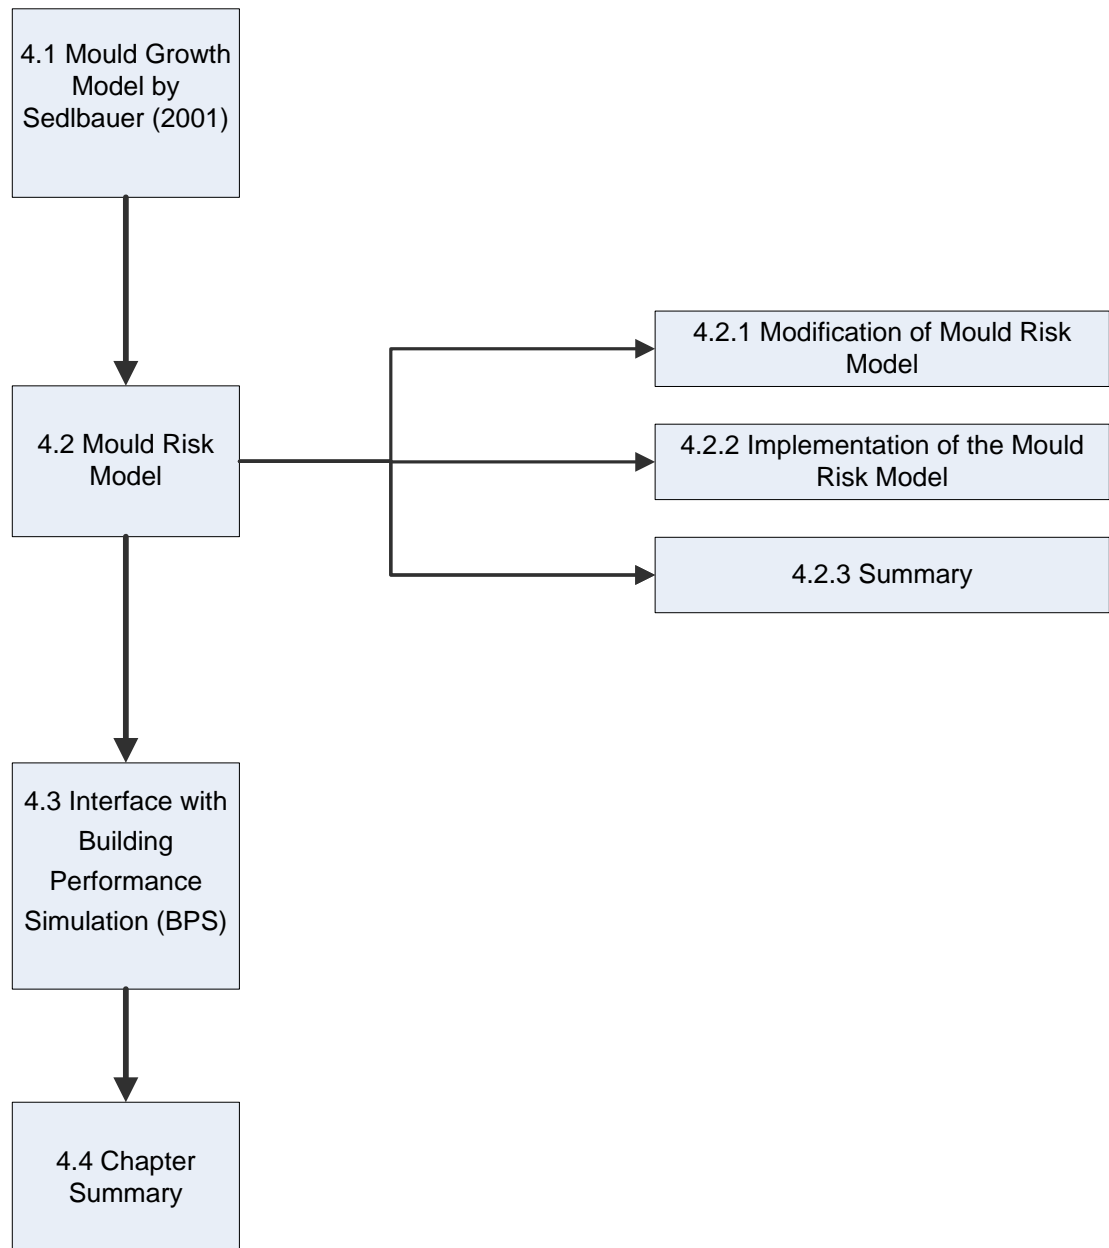 4.1 Mould Growth
Model by
Sedlbauer (2001)
4.2 Mould Risk
Model
4.2.1 Modification of Mould Risk
Model
4.2.2 Implementation of the Mould
Risk Model
4.2.3 Summary
4.3 Interface with
Building
Performance
Simulation (BPS)
4.4 Chapter
Summary